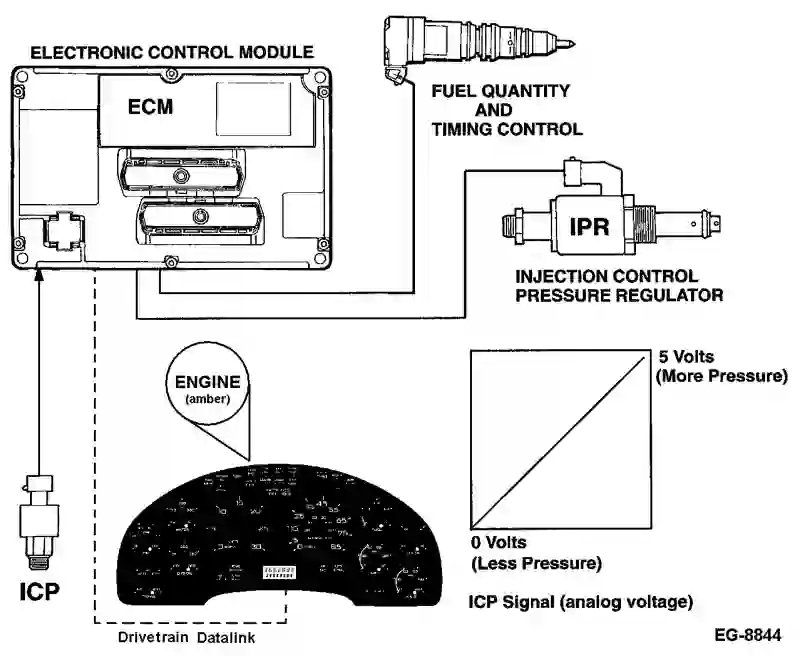 ELECTRONIC CONTROL MODULE
ECM
FUEL QUANTITY
AND
TIMING CONTROL
IPR
INJECTION CONTROL
PRESSURE REGULATOR
ENGINE
(amber)
5 Volts
(More Pressure)
0 Volts
(Less Pressure)
ICP
ICP Signal (analog voltage)
Drivetrain Datalink
EG-8844